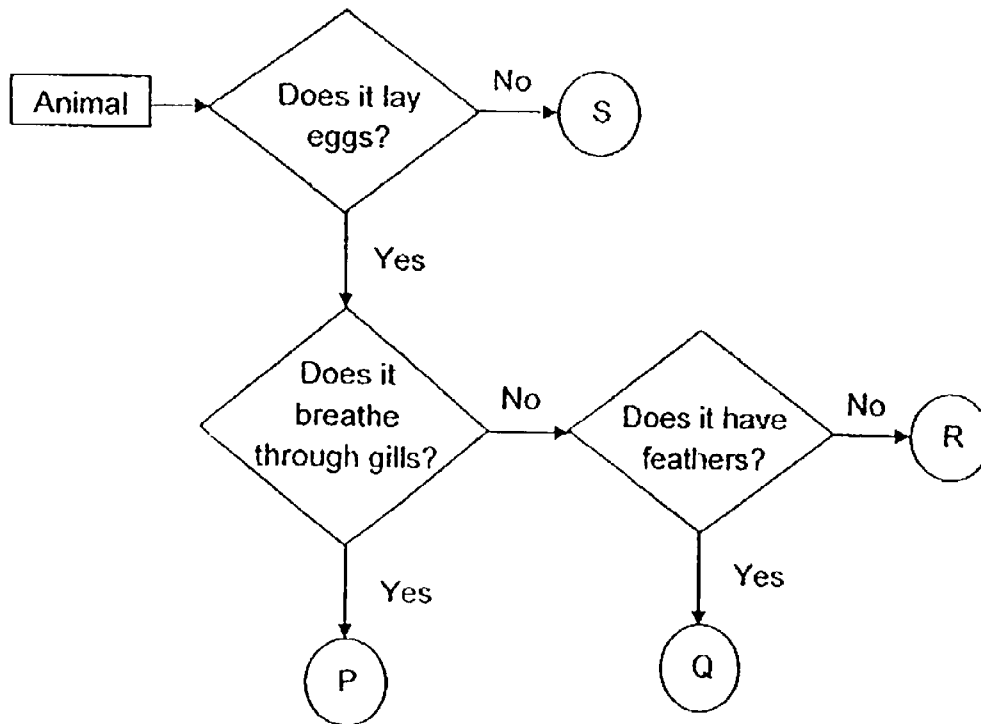 Animal
Does it lay
eggs?
No
S
Yes
Does it
breathe
through gills?
No
Does it have
feathers?
No
R
Yes
P
Yes
Q